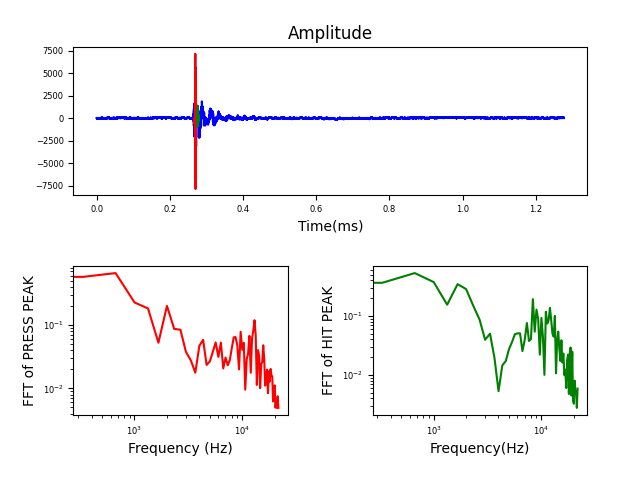 Amplitude
7500
5000
2500
0
−2500
−5000
−7500
0.0 0.2 0.4 0.6 0.8 1.0 1.2
Time(ms)
FFT of PRESS PEAK
10⁻¹
10⁻²
10³ 10⁴
Frequency (Hz)
FFT of HIT PEAK
10⁻¹
10⁻²
10³ 10⁴
Frequency(Hz)